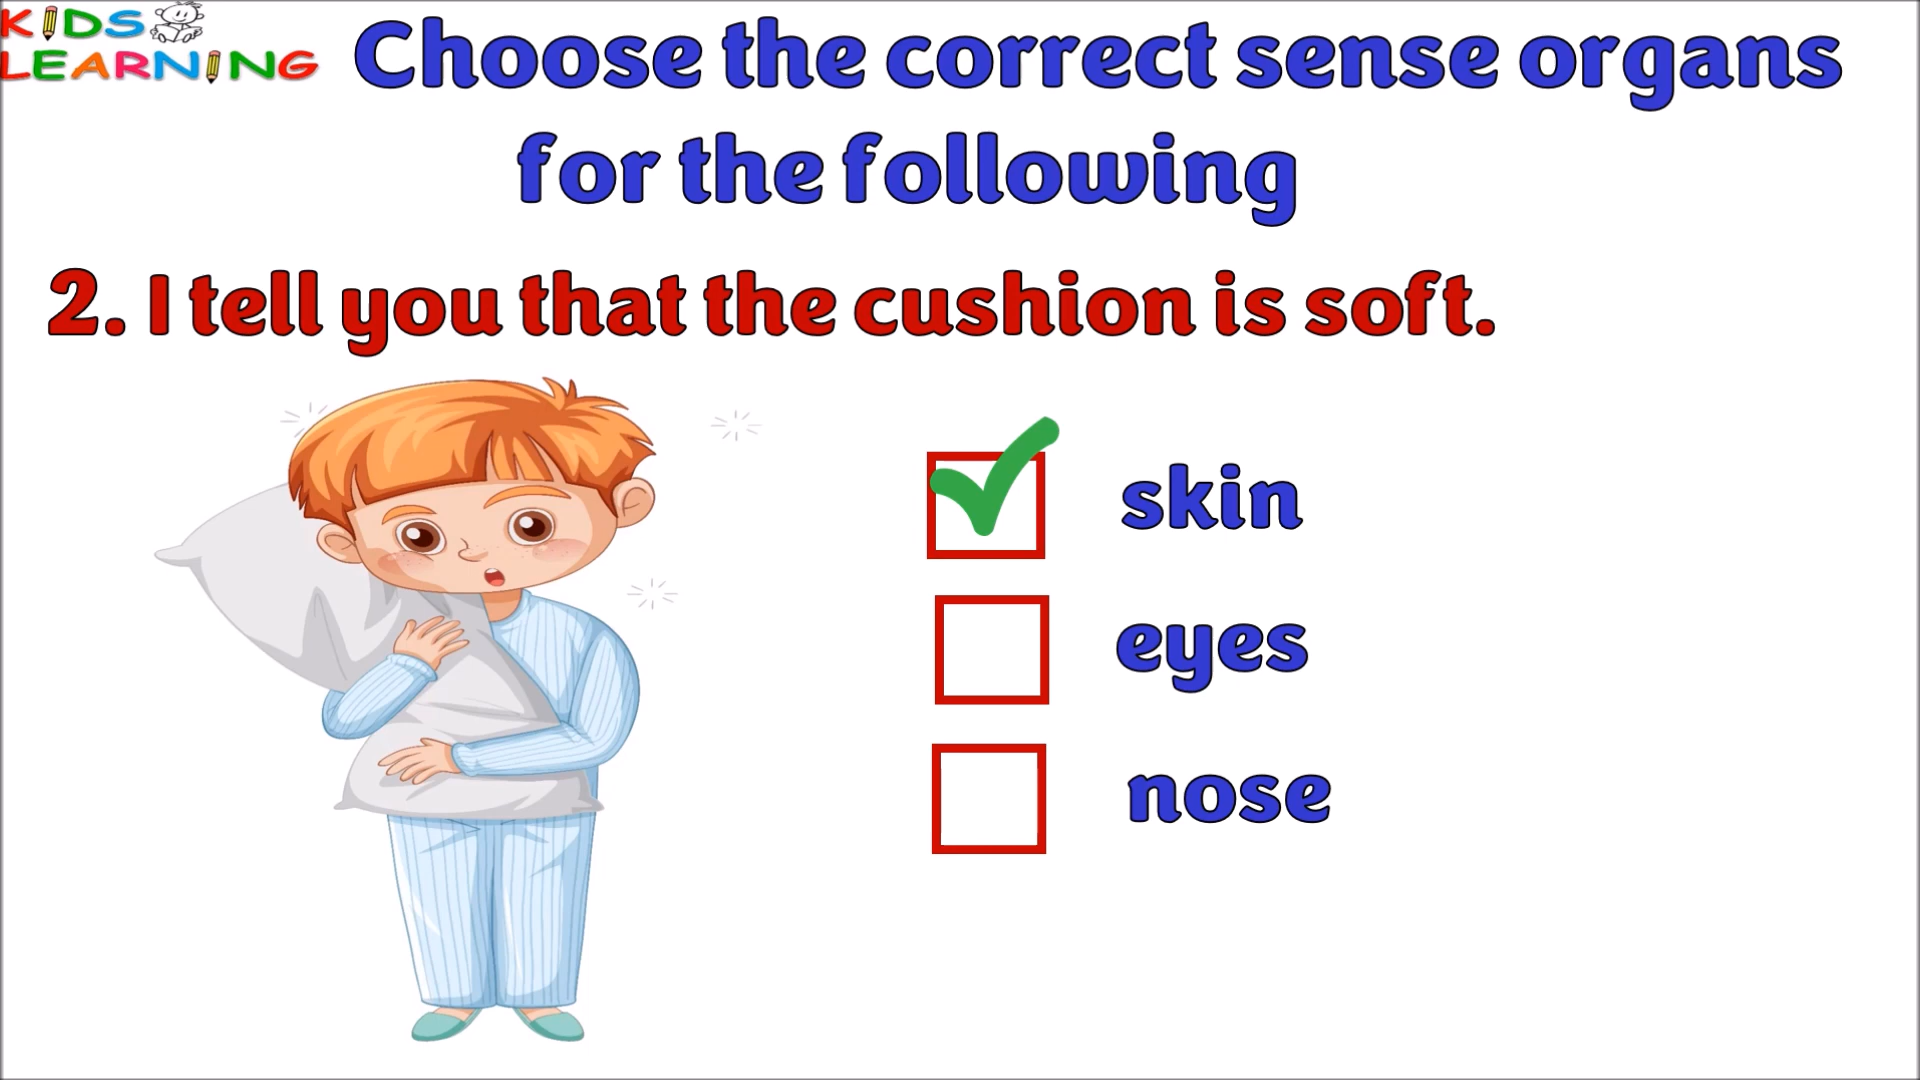 KIDS
LEARNING
Choose the correct sense organs
for the following
2. I tell you that the cushion is soft.
skin
eyes
nose